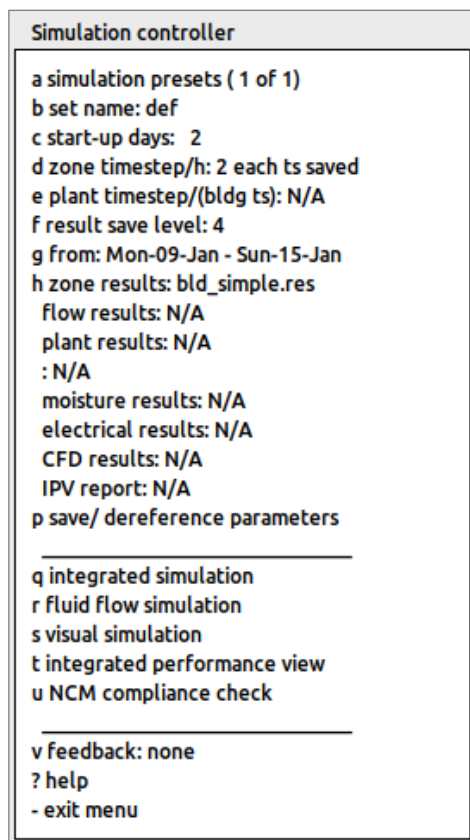 Simulation controller
a simulation presets ( 1 of 1)
b set name: def
c start-up days:   2
d zone timestep/h: 2 each ts saved
e plant timestep/(bldg ts): N/A
f result save level: 4
g from: Mon-09-Jan - Sun-15-Jan
h zone results: bld_simple.res
flow results: N/A
plant results: N/A
: N/A
moisture results: N/A
electrical results: N/A
CFD results: N/A
IPV report: N/A
p save/ dereference parameters
q integrated simulation
r fluid flow simulation
s visual simulation
t integrated performance view
u NCM compliance check
v feedback: none
? help
- exit menu